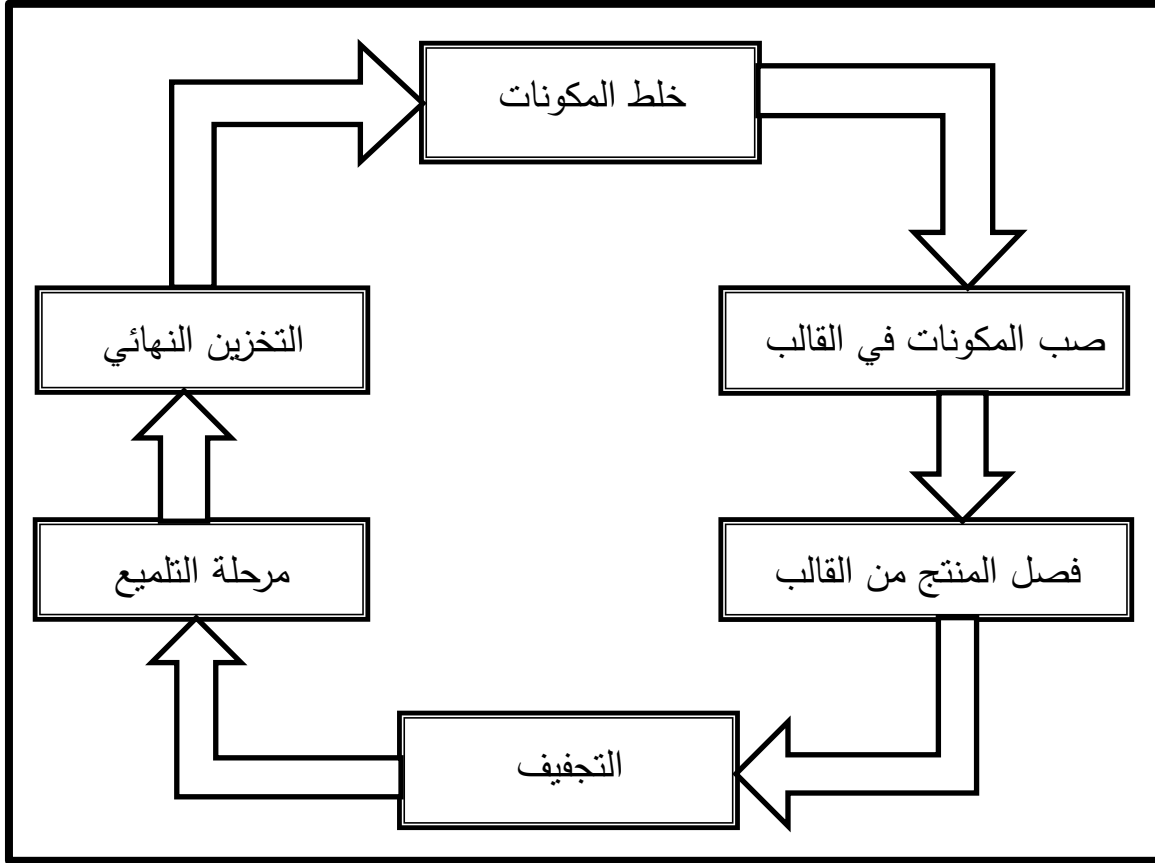 خلط المكونات
صب المكونات في القالب
فصل المنتج من القالب
التجفيف
مرحلة التلميع
التخزين النهائي